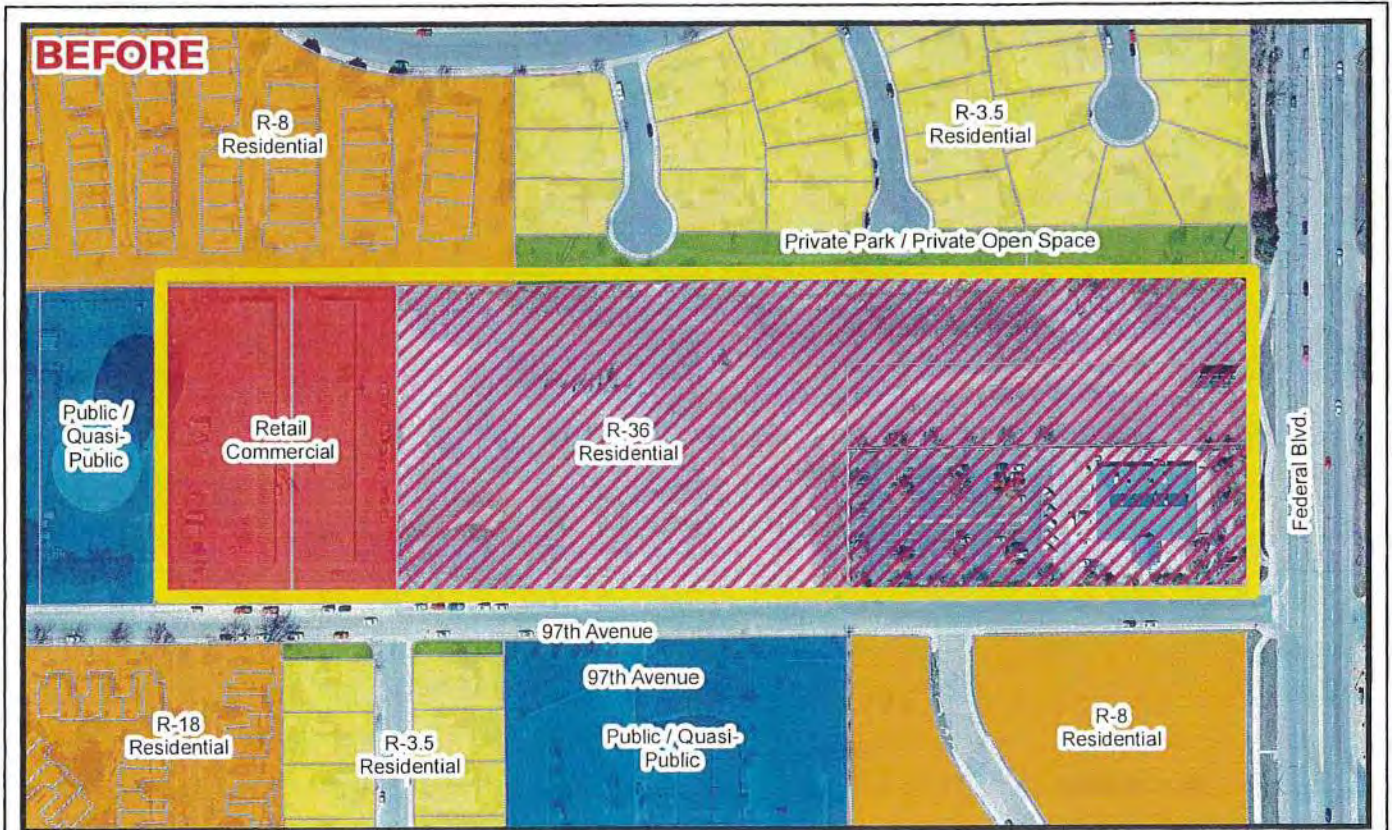 BEFORE
R-8
Residential
R-3.5
Residential
Private Park / Private Open Space
Public /
Quasi-
Public
Retail
Commercial
R-36
Residential
Federal Blvd.
97th Avenue
97th Avenue
R-18
Residential
R-3.5
Residential
Public / Quasi-
Public
R-8
Residential